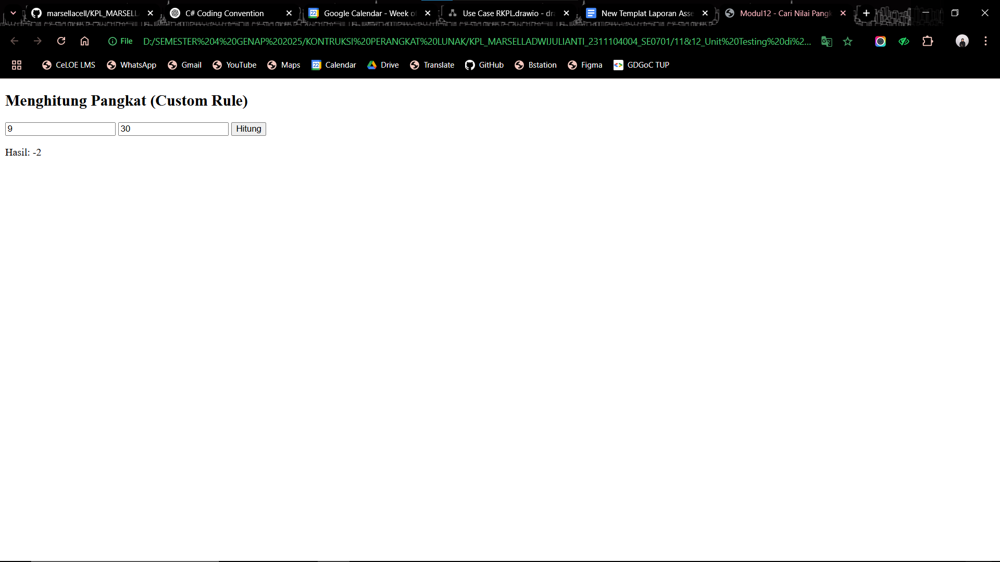 marsellacell/KPL_MARSELL
C# Coding Convention
Google Calendar - Week o
Use Case RKPL.drawio - dr
New Templat Laporan Asse
Modul12 - Cari Nilai Pangk
File
D:/SEMESTER%204%20GENAP%202025/KONTRUKSI%20PERANGKAT%20LUNAK/KPL_MARSELLADWIJULIANTI_2311104004_SE0701/11&12_Unit%20Testing%20di%2...
CeLOE LMS
WhatsApp
Gmail
YouTube
Maps
22
Calendar
Drive
Translate
GitHub
Bstation
Figma
GDGoC TUP
Menghitung Pangkat (Custom Rule)
9
30
Hitung
Hasil: -2